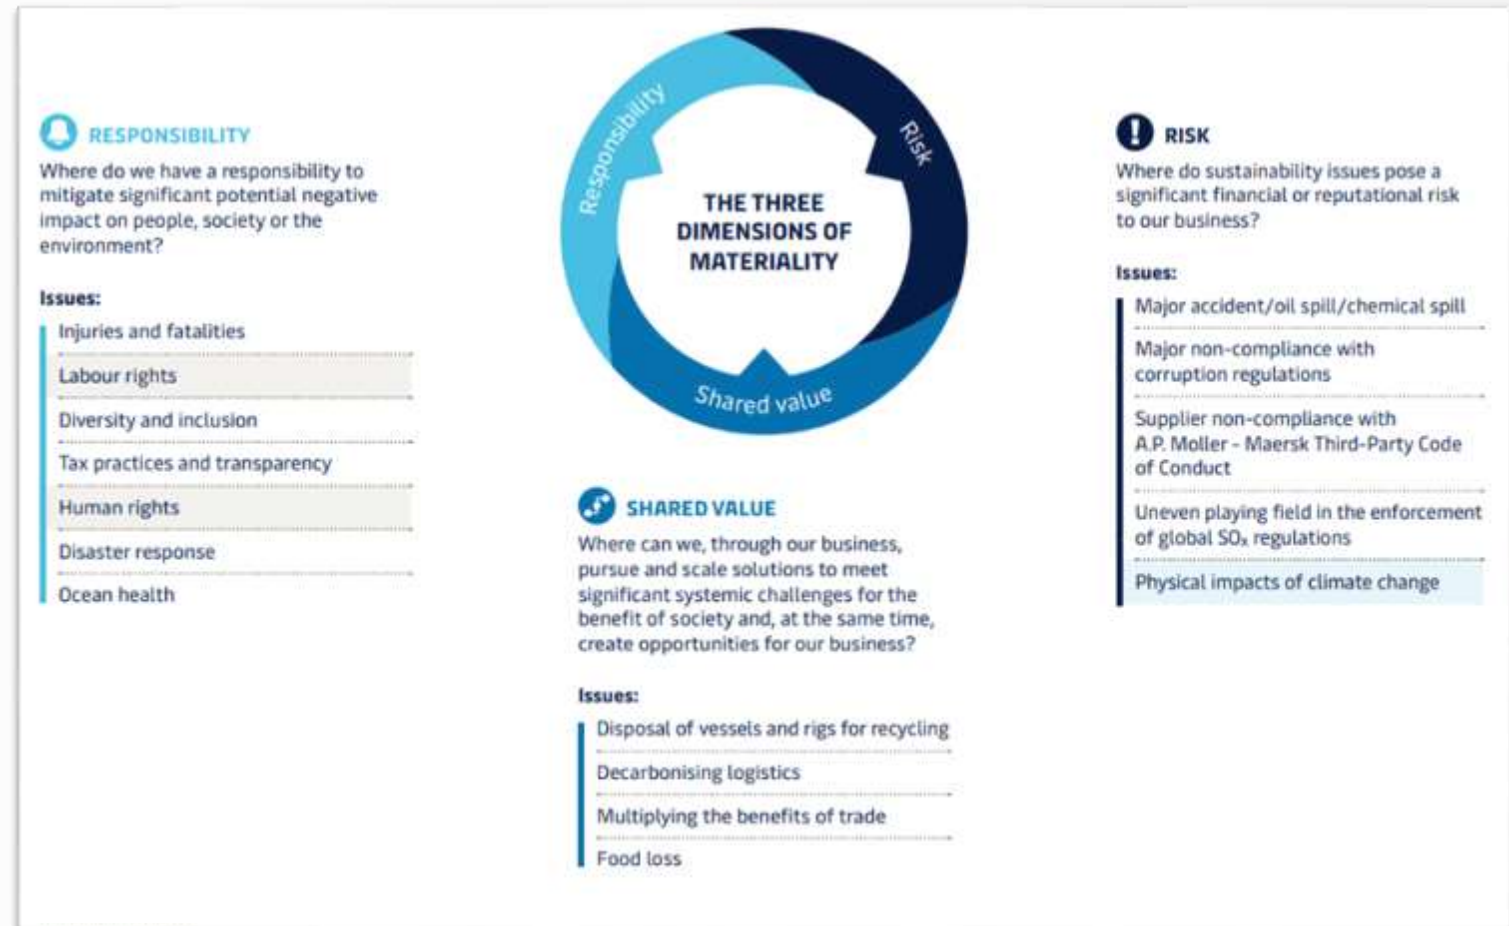 Responsibility
Risk
THE THREE
DIMENSIONS OF
MATERIALITY
Shared value
RESPONSIBILITY
Where do we have a responsibility to
mitigate significant potential negative
impact on people, society or the
environment?
Issues:
Injuries and fatalities
Labour rights
Diversity and inclusion
Tax practices and transparency
Human rights
Disaster response
Ocean health
SHARED VALUE
Where can we, through our business,
pursue and scale solutions to meet
significant systemic challenges for the
benefit of society and, at the same time,
create opportunities for our business?
Issues:
Disposal of vessels and rigs for recycling
Decarbonising logistics
Multiplying the benefits of trade
Food loss
RISK
Where do sustainability issues pose a
significant financial or reputational risk
to our business?
Issues:
Major accident/oil spill/chemical spill
Major non-compliance with
corruption regulations
Supplier non-compliance with
A.P. Moller - Maersk Third-Party Code
of Conduct
Uneven playing field in the enforcement
of global SOₓ regulations
Physical impacts of climate change